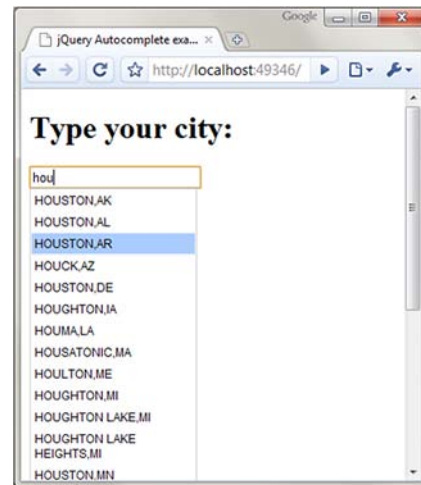 Google
jQuery Autocomplete exa...
http://localhost:49346/
Type your city:
hou
HOUSTON,AK
HOUSTON,AL
HOUSTON,AR
HOUCK,AZ
HOUSTON,DE
HOUGHTON,IA
HOUMA,LA
HOUSATONIC,MA
HOULTON,ME
HOUGHTON,MI
HOUGHTON LAKE,MI
HOUGHTON LAKE
HEIGHTS,MI
HOUSTON,MN